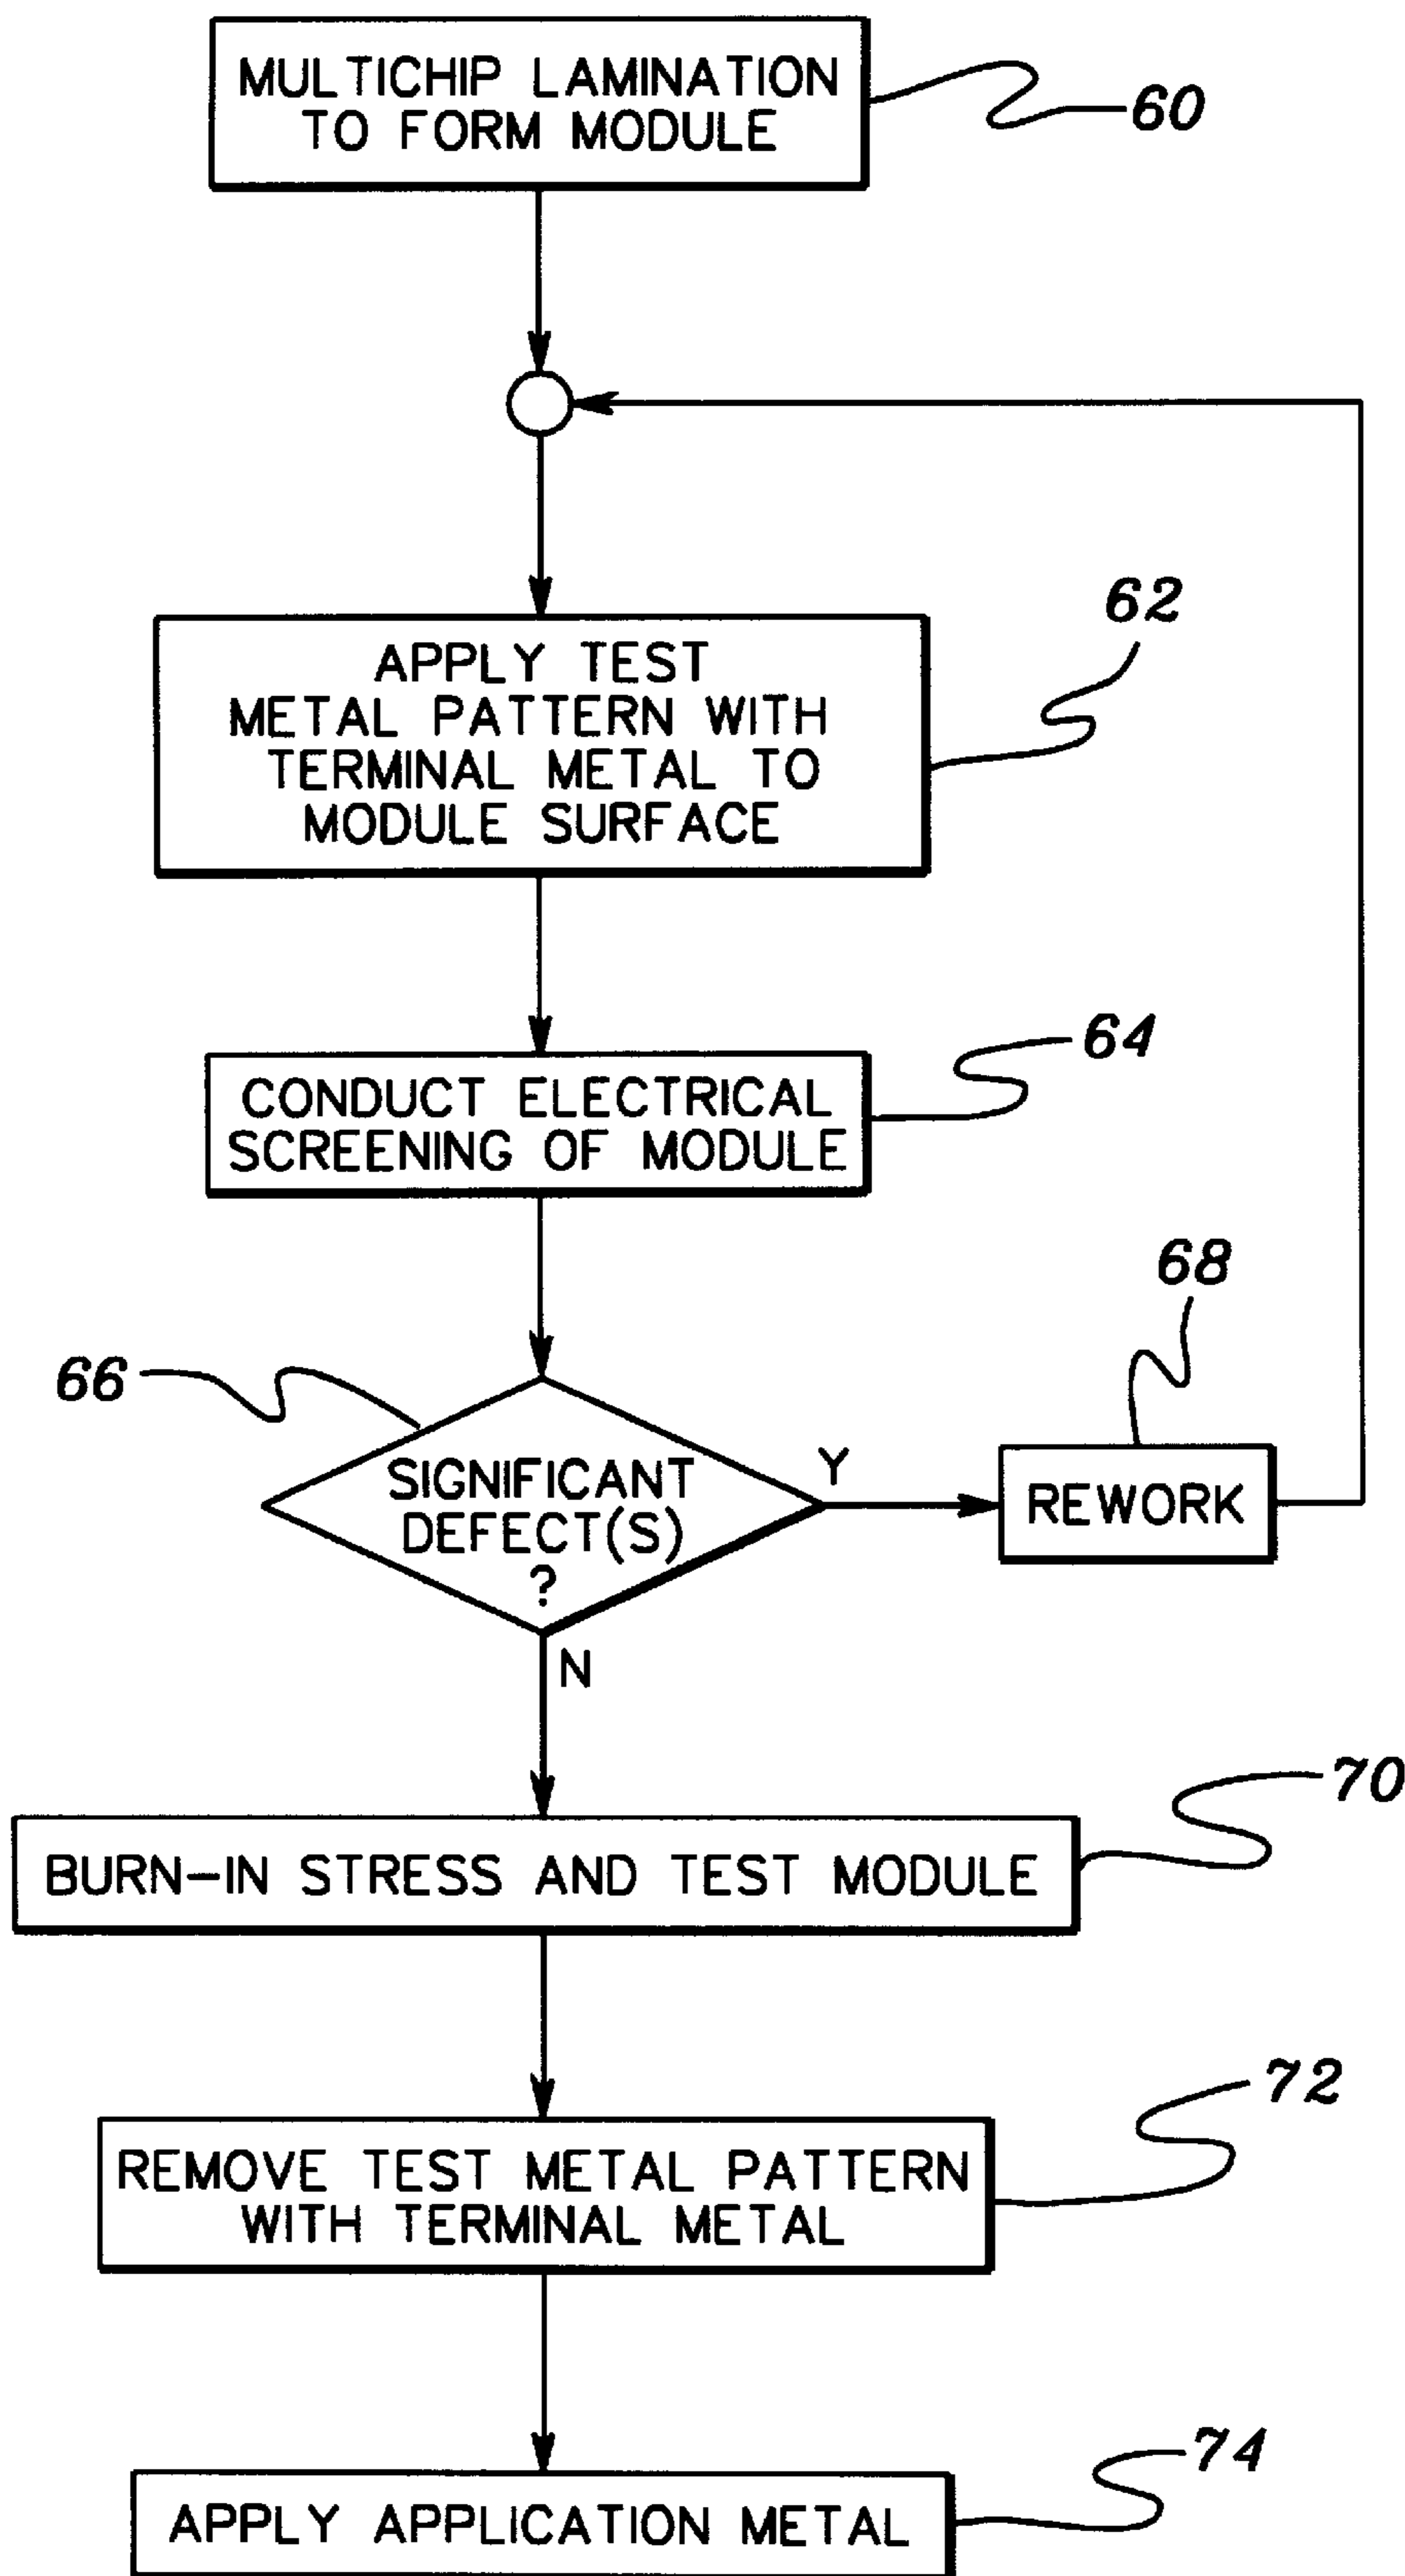 MULTICHIP LAMINATION
TO FORM MODULE
60
62
APPLY TEST
METAL PATTERN WITH
TERMINAL METAL TO
MODULE SURFACE
64
CONDUCT ELECTRICAL
SCREENING OF MODULE
68
66
SIGNIFICANT
DEFECT(S)
?
Y
REWORK
N
70
BURN-IN STRESS AND TEST MODULE
72
REMOVE TEST METAL PATTERN
WITH TERMINAL METAL
74
APPLY APPLICATION METAL